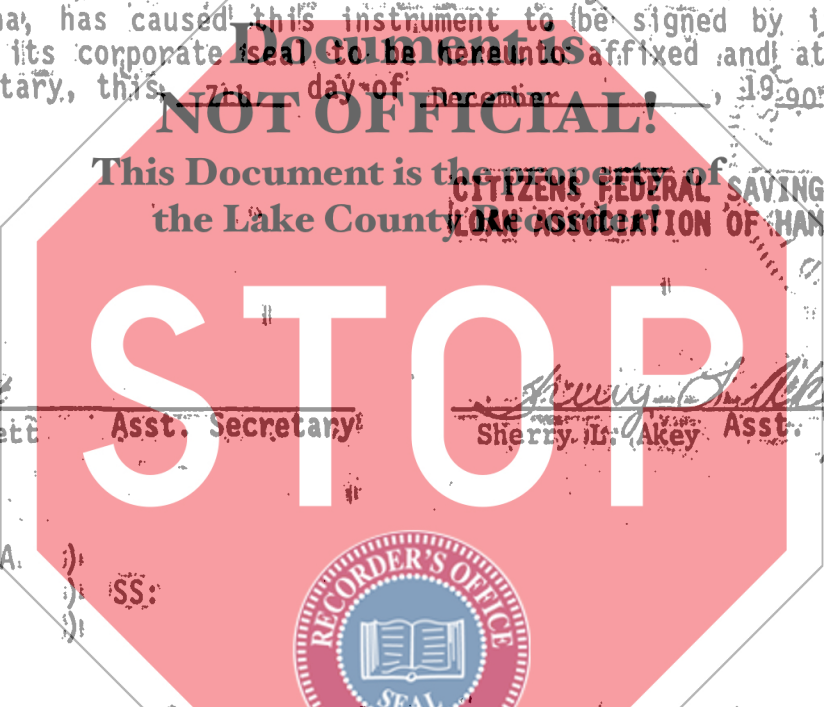 has caused this instrument to be signed by
its corporate seal to be hereunto affixed and at
tary, this 7th day of December, 19 90
Document is
NOT OFFICIAL!
This Document is the property of
the Lake County Recorder!
CITIZENS FEDERAL SAVING
LOAN ASSOCIATION OF HAM
STOP
ett Asst. Secretary
Sherry L. Akey Asst.
A. )
) SS:
)
RECORDER'S OFFICE
SEAL